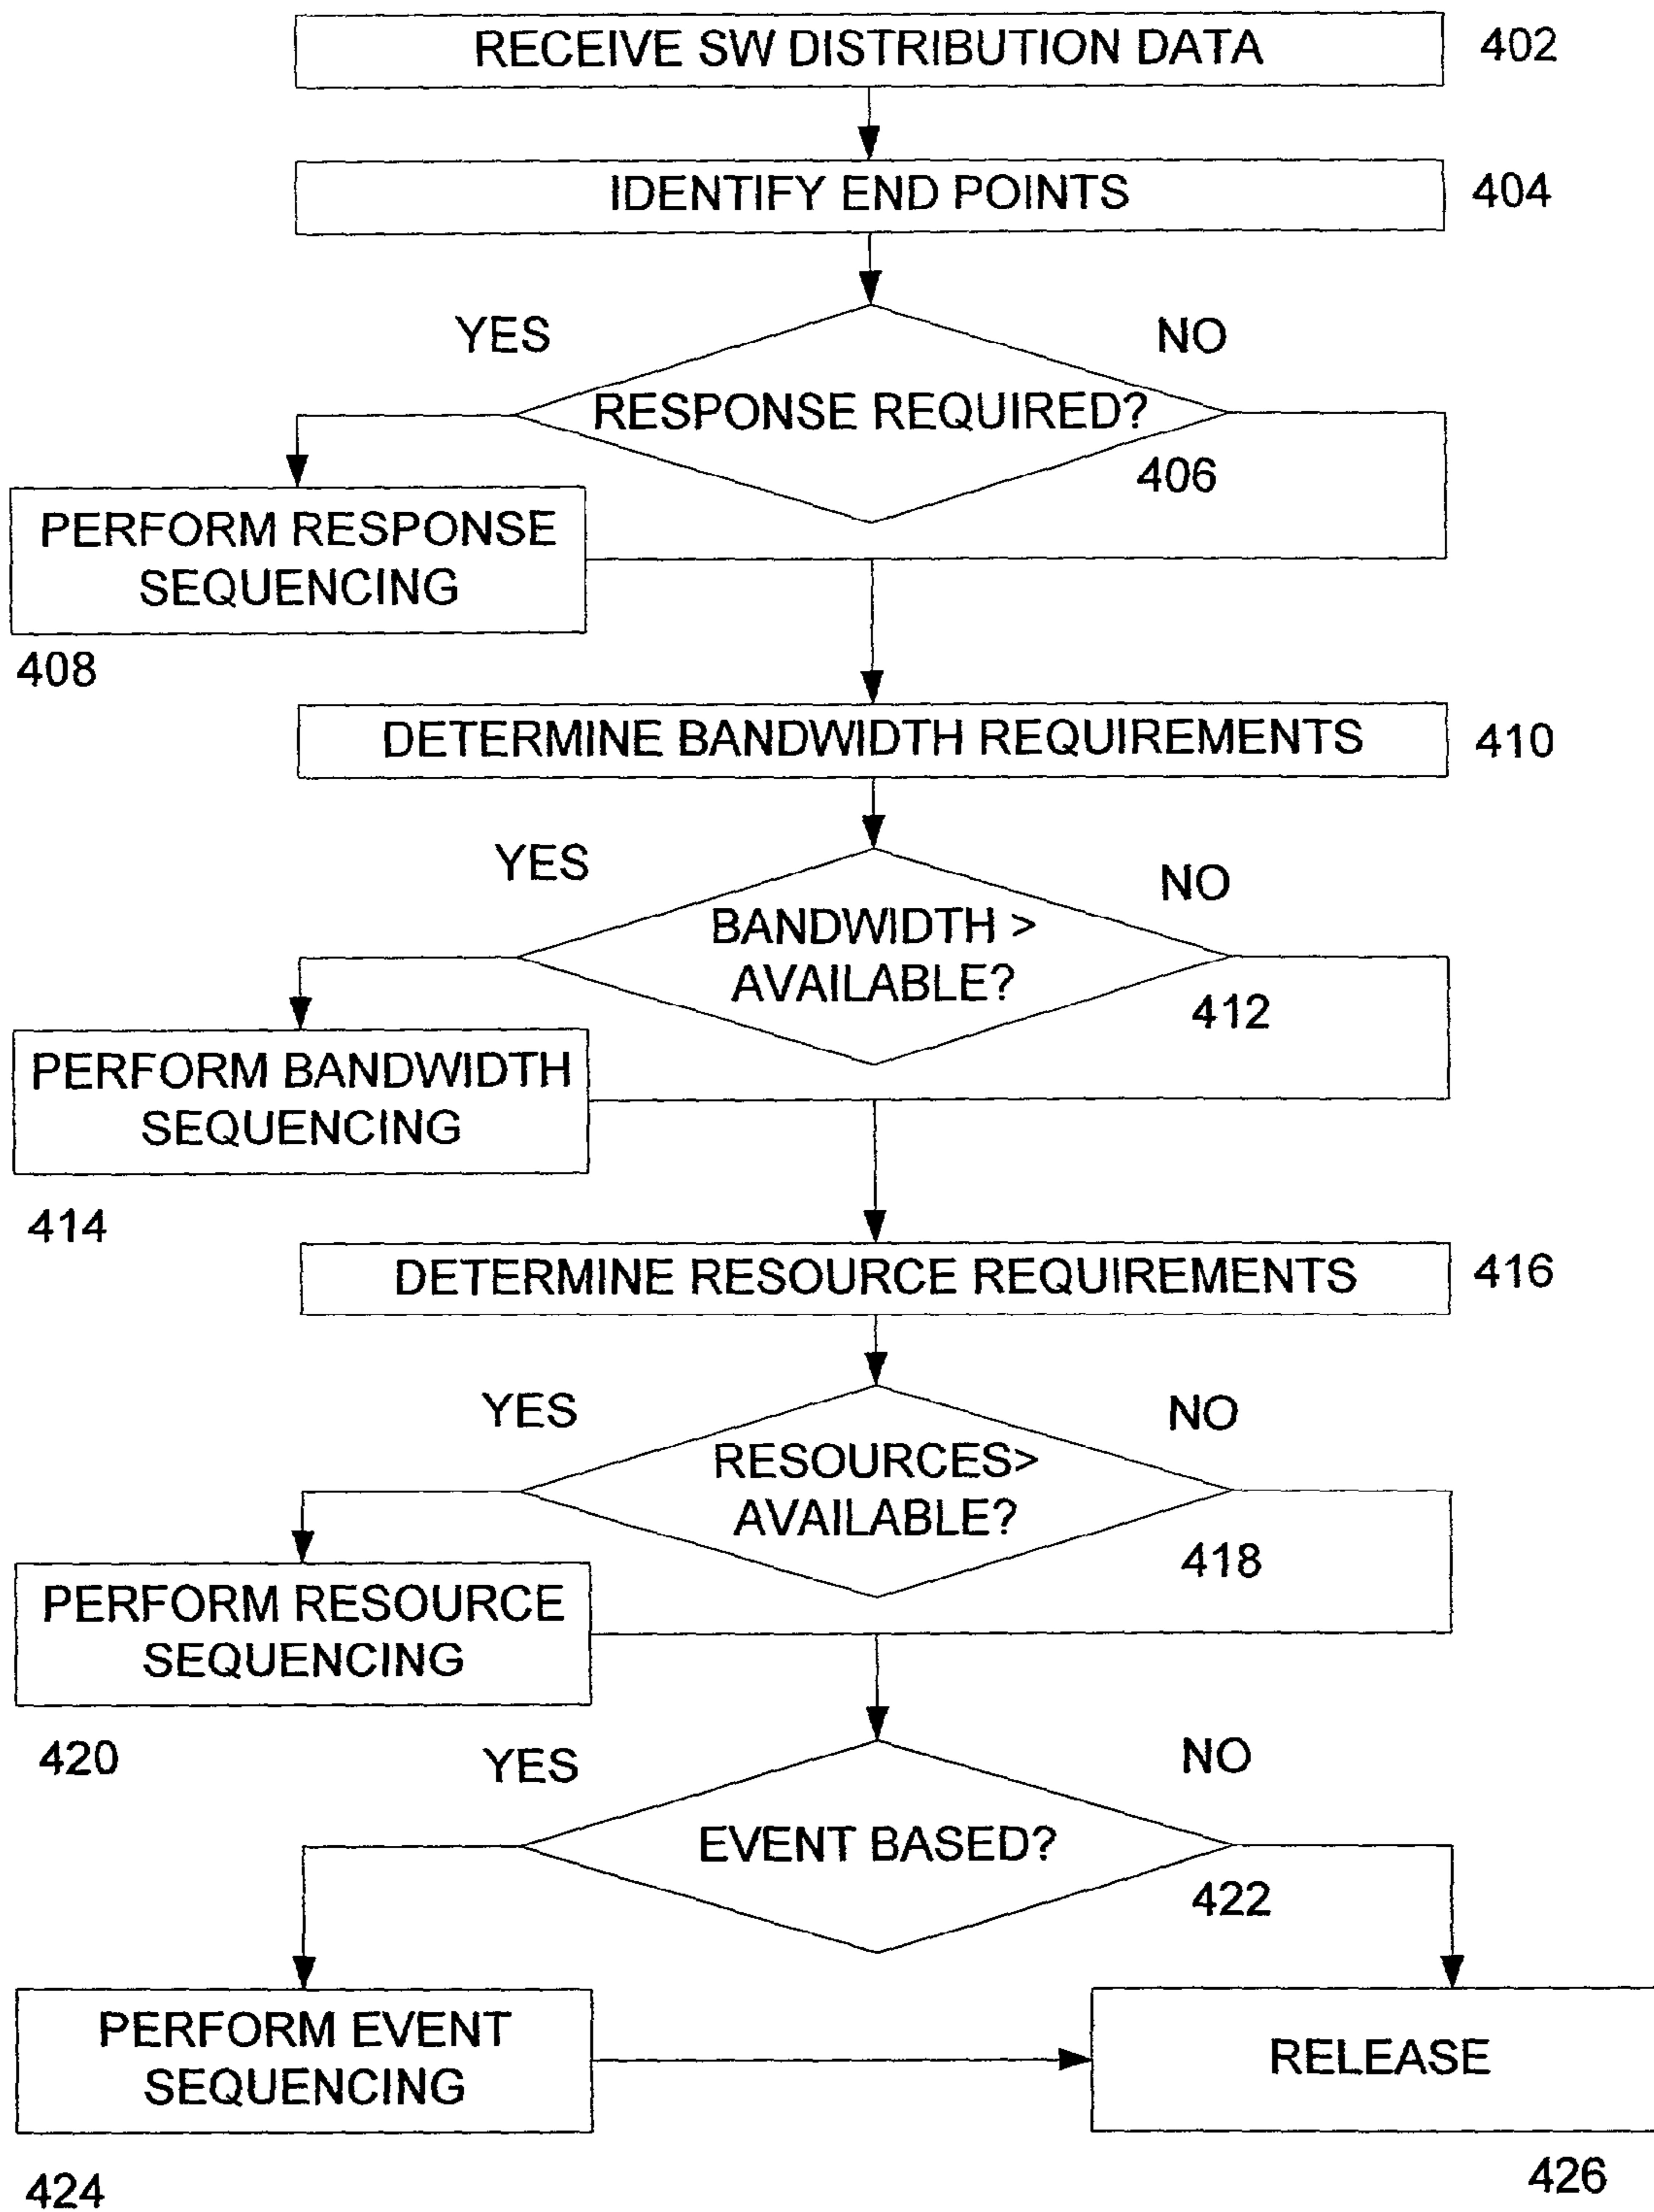 RECEIVE SW DISTRIBUTION DATA
402
IDENTIFY END POINTS
404
YES
NO
RESPONSE REQUIRED?
406
PERFORM RESPONSE
SEQUENCING
408
DETERMINE BANDWIDTH REQUIREMENTS
410
YES
NO
BANDWIDTH >
AVAILABLE?
412
PERFORM BANDWIDTH
SEQUENCING
414
DETERMINE RESOURCE REQUIREMENTS
416
YES
NO
RESOURCES>
AVAILABLE?
418
PERFORM RESOURCE
SEQUENCING
420
YES
NO
EVENT BASED?
422
PERFORM EVENT
SEQUENCING
424
RELEASE
426